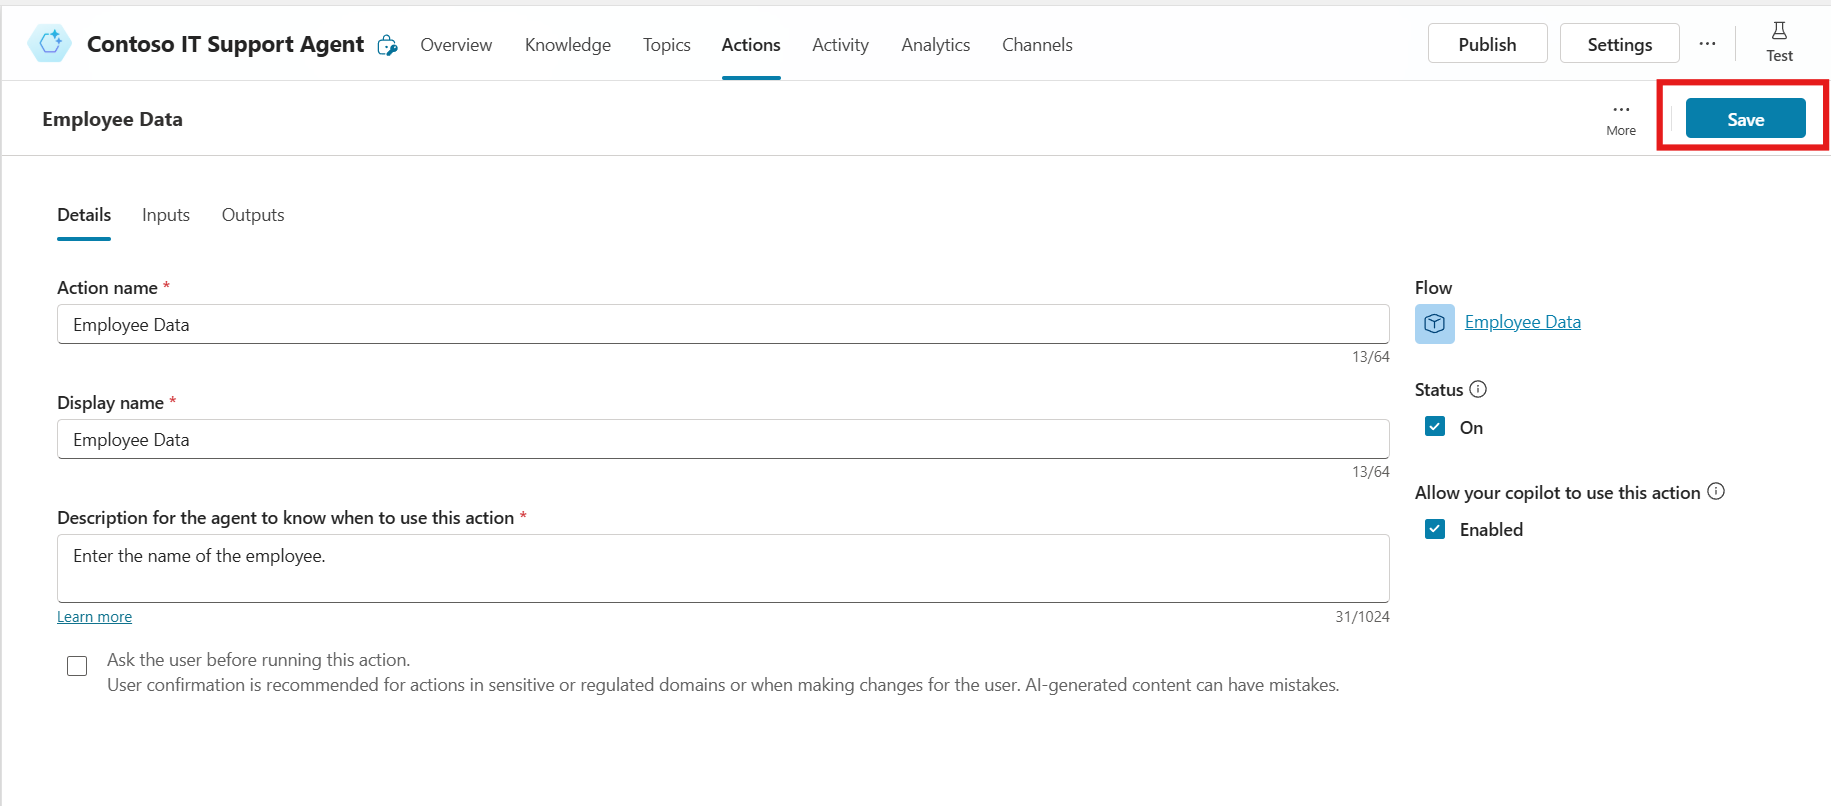 Contoso IT Support Agent Overview Knowledge Topics Actions Activity Analytics Channels Publish Settings ... Test
Employee Data ... More Save
Details Inputs Outputs
Action name *
Flow
Employee Data
Employee Data
13/64
Status
Display name *
On
Employee Data
13/64
Allow your copilot to use this action
Description for the agent to know when to use this action *
Enabled
Enter the name of the employee.
Learn more 31/1024
Ask the user before running this action.
User confirmation is recommended for actions in sensitive or regulated domains or when making changes for the user. AI-generated content can have mistakes.